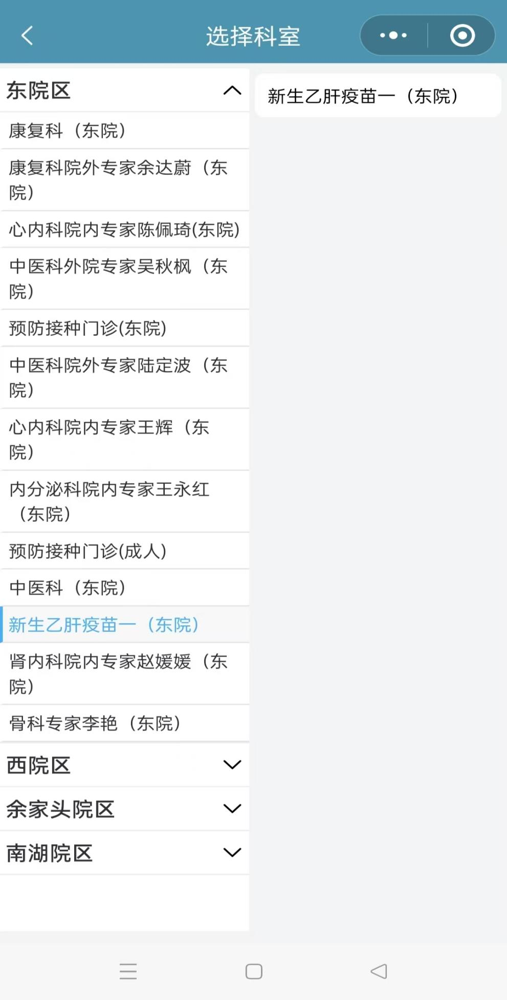 选择科室
东院区
康复科（东院）
康复科院外专家余达蔚（东
院）
心内科院内专家陈佩琦(东院)
中医科外院专家吴秋枫（东
院）
预防接种门诊(东院)
中医科院外专家陆定波（东
院）
心内科院内专家王辉（东
院）
内分泌科院内专家王永红
（东院）
预防接种门诊(成人)
中医科（东院）
新生乙肝疫苗一（东院）
肾内科院内专家赵媛媛（东
院）
骨科专家李艳（东院）
西院区
余家头院区
南湖院区
新生乙肝疫苗一（东院）